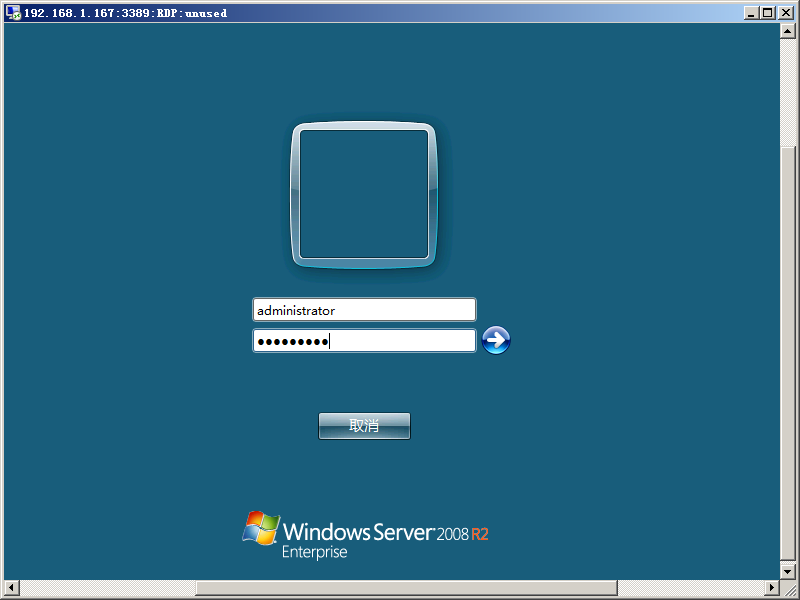 192.168.1.167:3389:RDP:unused
administrator
●●●●●●●●●
取消
Windows Server 2008 R2
Enterprise